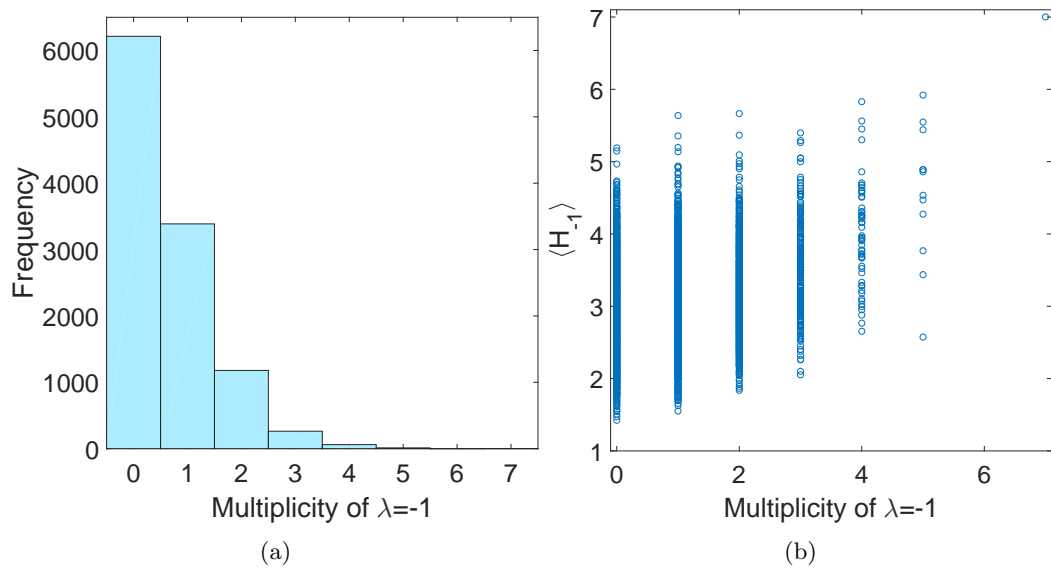 6000
5000
4000
3000
2000
1000
0
Frequency
0 1 2 3 4 5 6 7
Multiplicity of λ=-1
(a)
7
6
5
4
3
2
1
⟨H-1⟩
0 2 4 6
Multiplicity of λ=-1
(b)